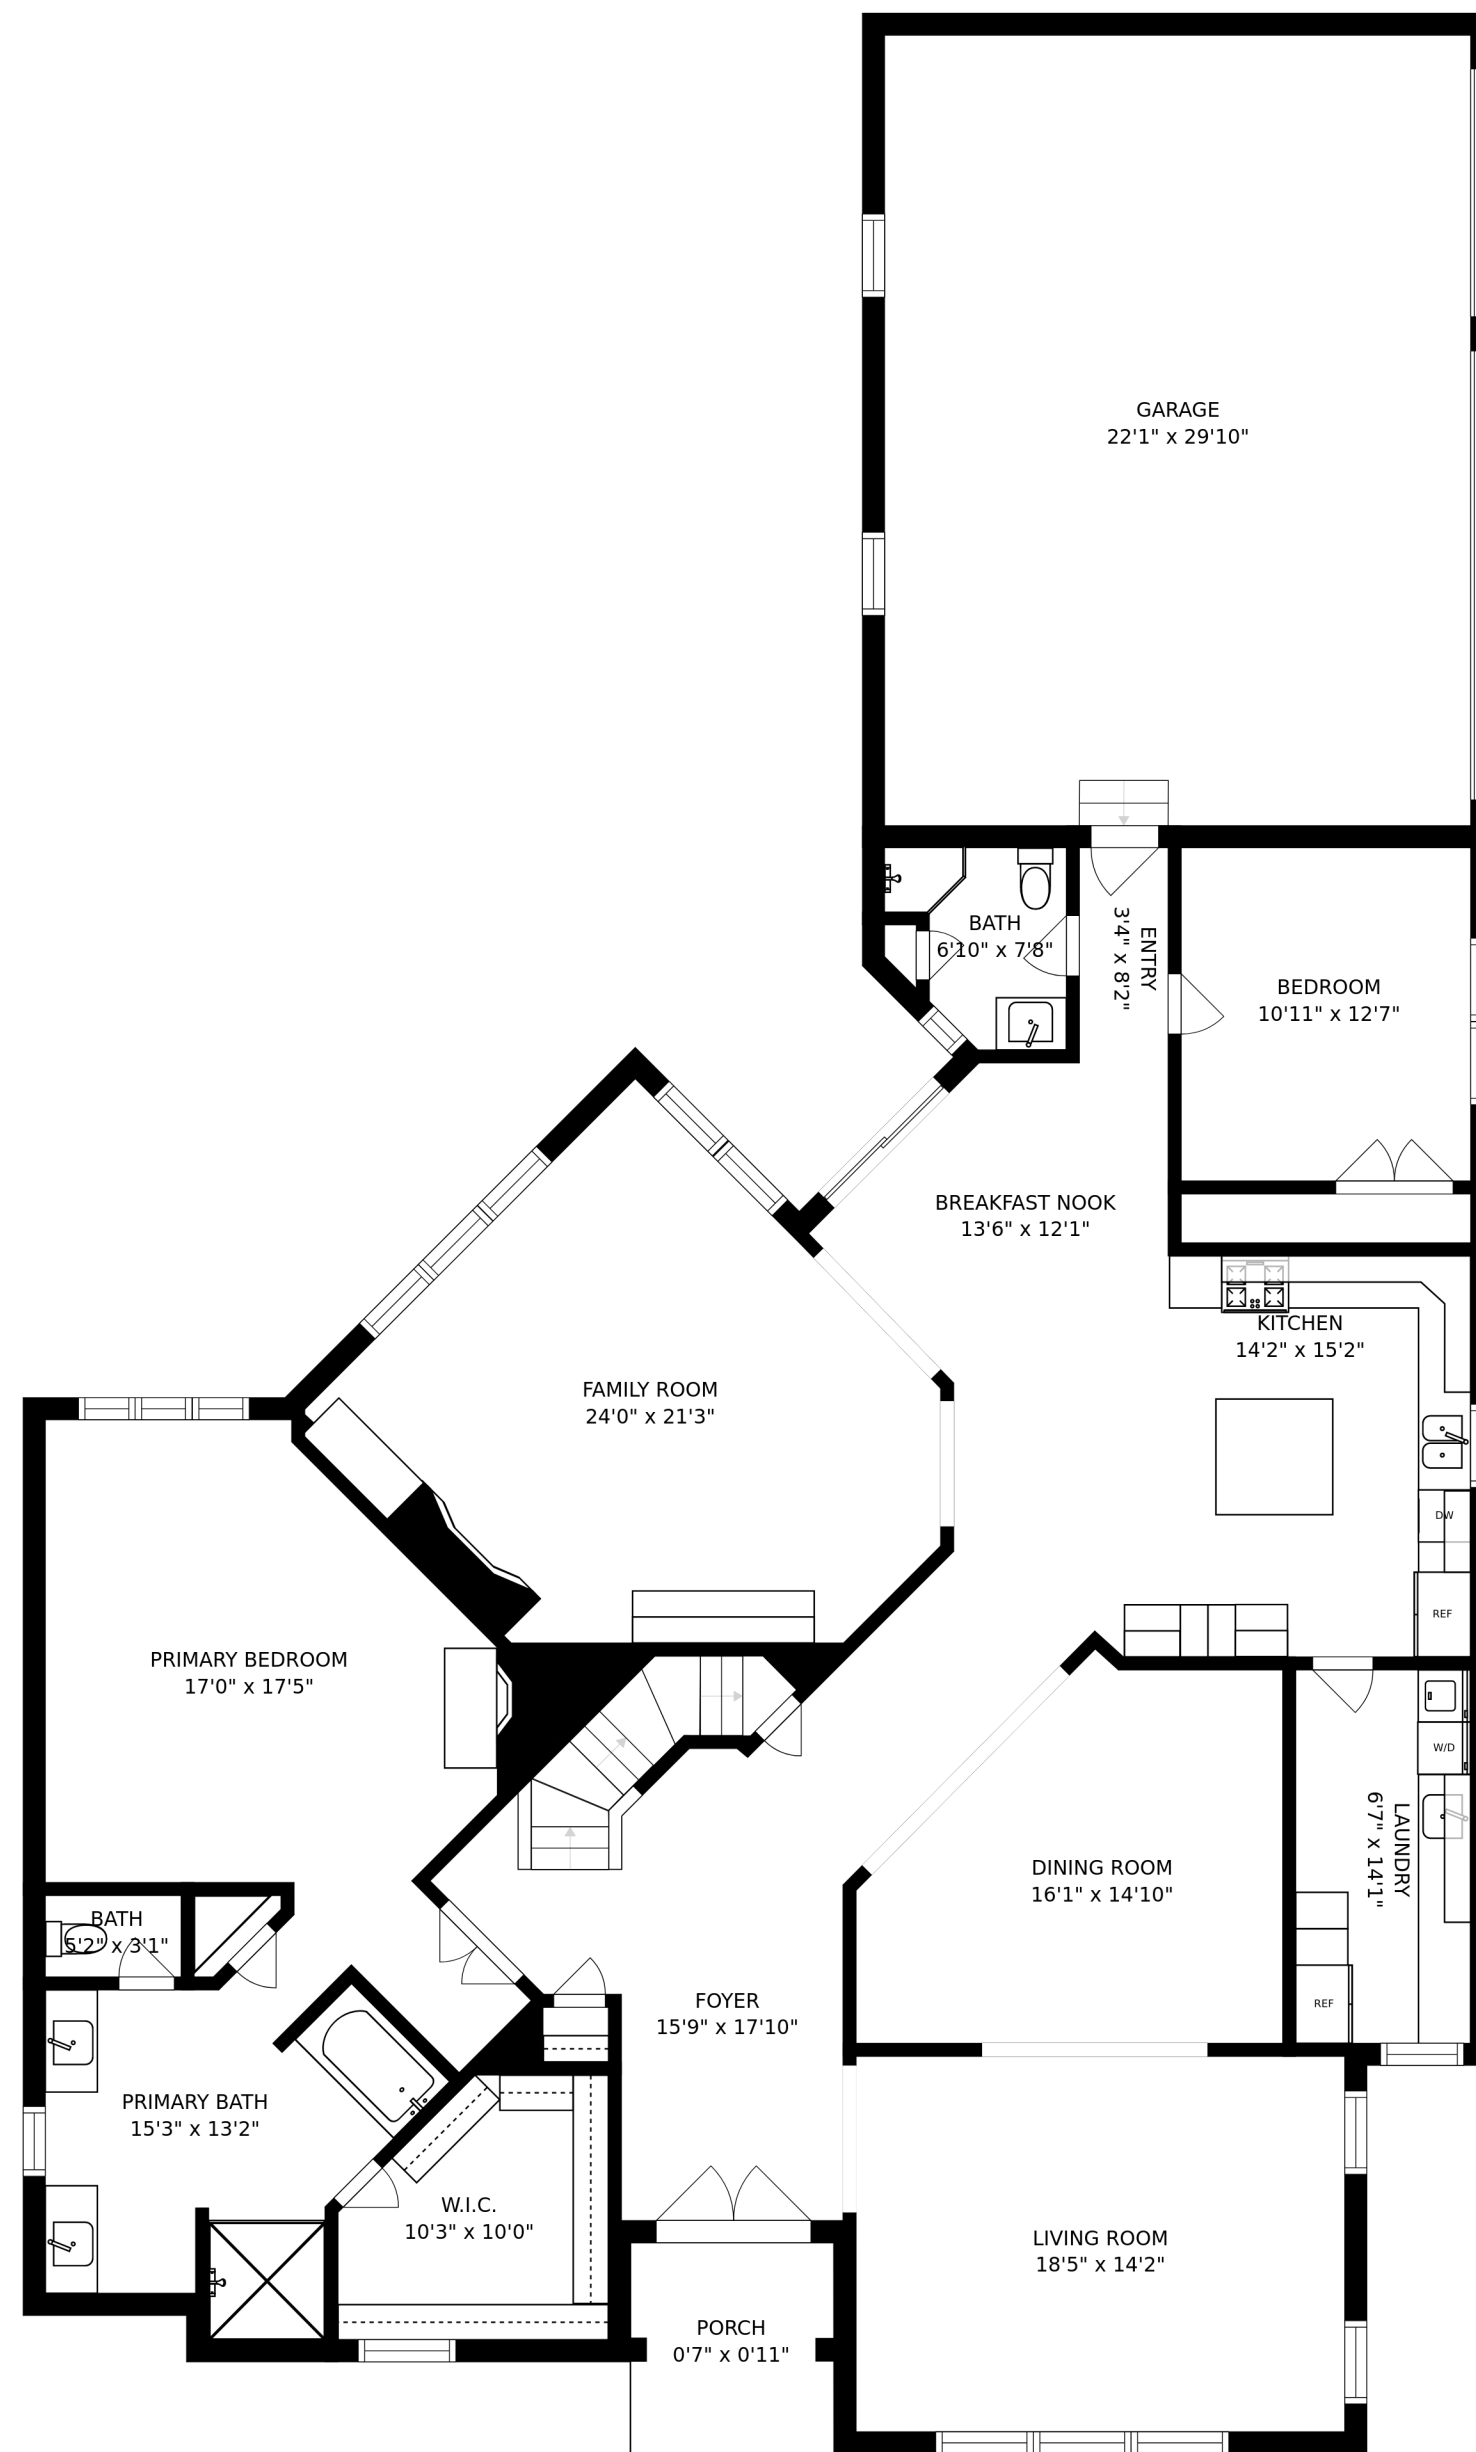 GARAGE
22'1" x 29'10"
BATH
6'10" x 7'8"
ENTRY
3'4" x 8'2"
BEDROOM
10'11" x 12'7"
BREAKFAST NOOK
13'6" x 12'1"
KITCHEN
14'2" x 15'2"
FAMILY ROOM
24'0" x 21'3"
DW
REF
PRIMARY BEDROOM
17'0" x 17'5"
W/D
LAUNDRY
6'7" x 14'1"
DINING ROOM
16'1" x 14'10"
BATH
5'2" x 3'1"
FOYER
15'9" x 17'10"
REF
PRIMARY BATH
15'3" x 13'2"
W.I.C.
10'3" x 10'0"
LIVING ROOM
18'5" x 14'2"
PORCH
0'7" x 0'11"